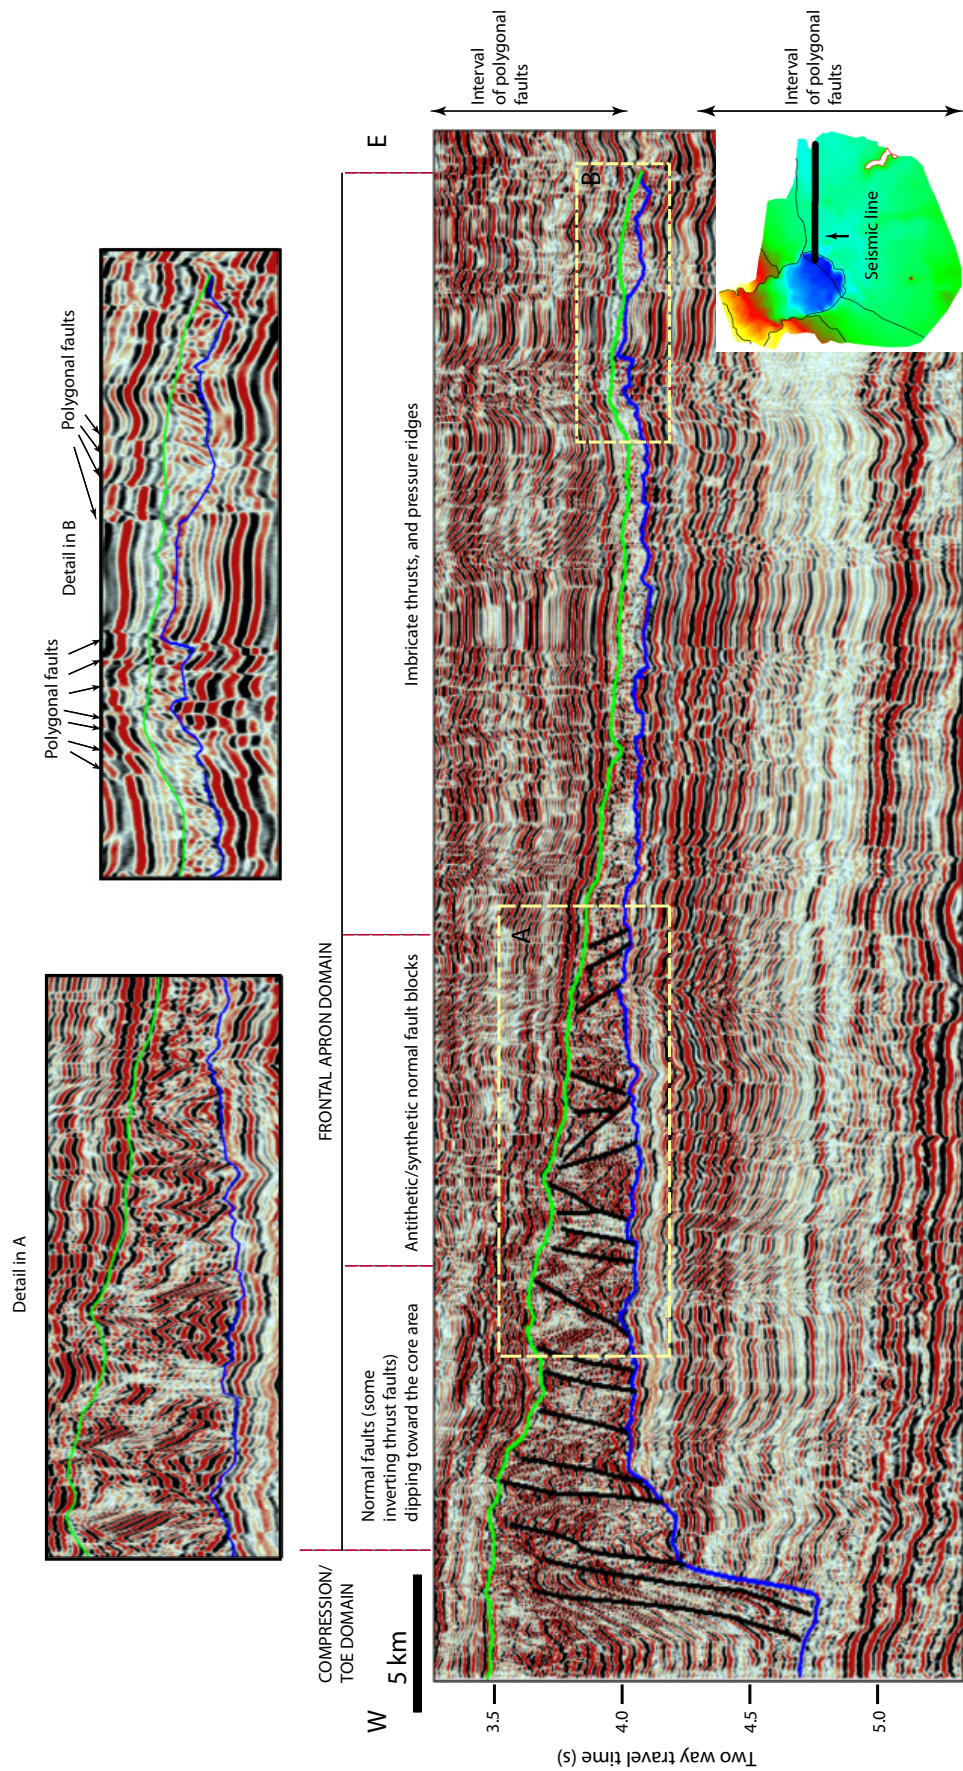 Detail in A
Polygonal faults
Detail in B
Polygonal faults
FRONTAL APRON DOMAIN
COMPRESSION/
TOE DOMAIN
Normal faults (some
inverting thrust faults)
dipping toward the core area
Antithetic/synthetic normal fault blocks
Imbricate thrusts, and pressure ridges
W
5 km
E
A
B
Interval
of polygonal
faults
Interval
of polygonal
faults
3.5
4.0
4.5
5.0
Two way travel time (s)
Seismic line